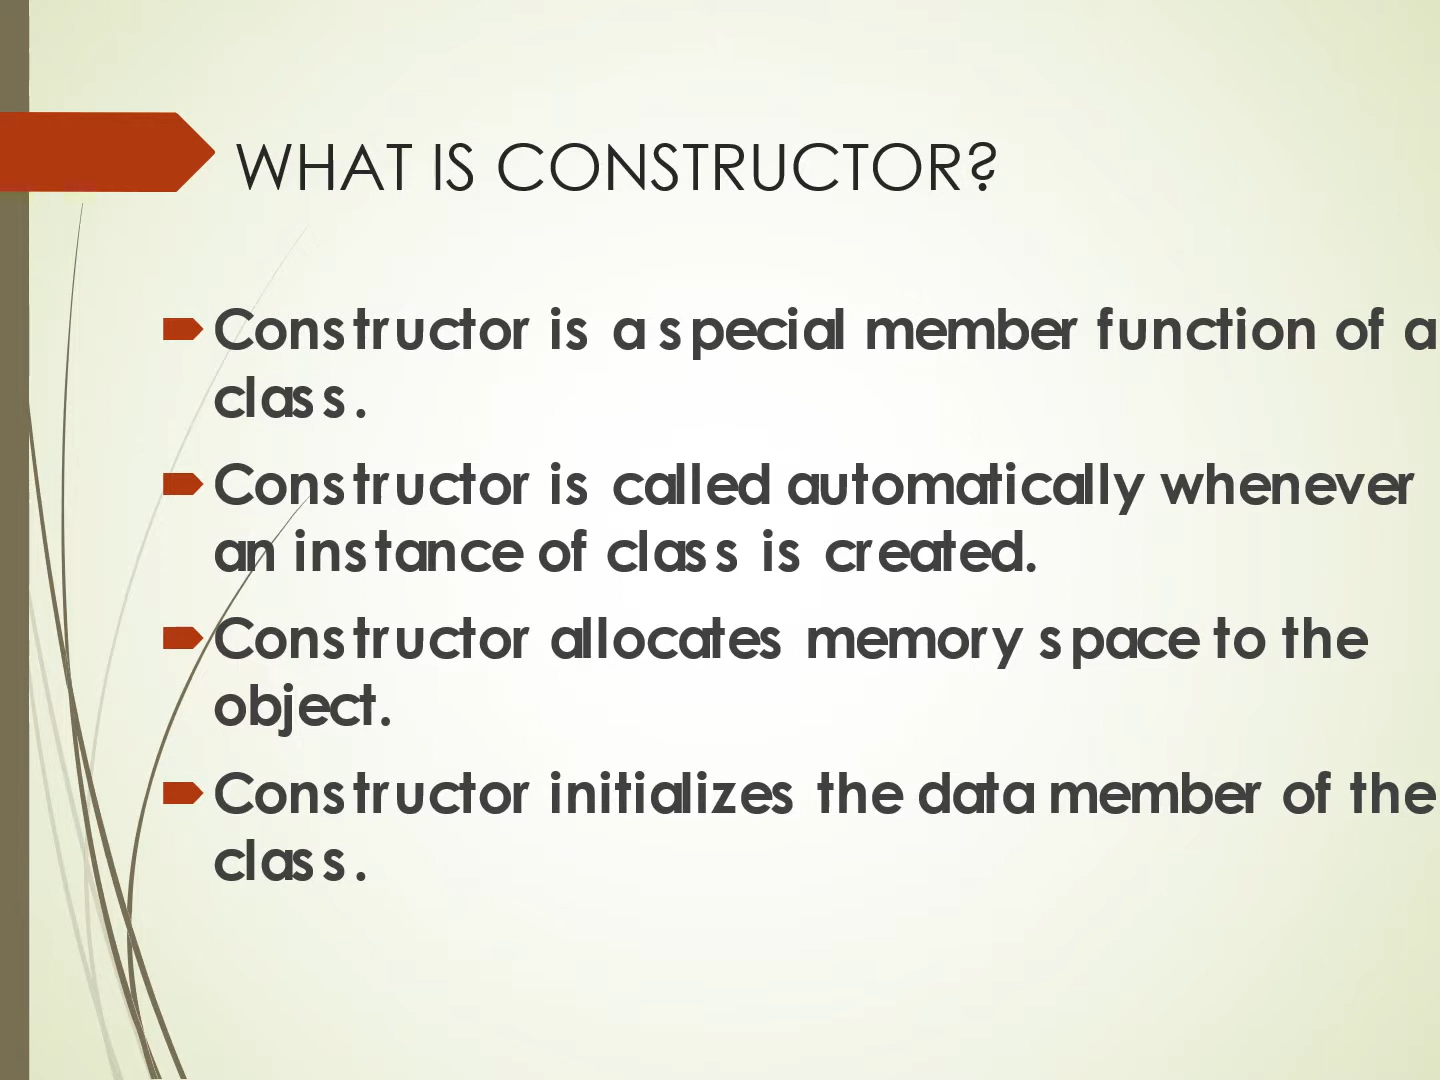 WHAT IS CONSTRUCTOR?
Constructor is a special member function of a
class.
Constructor is called automatically whenever
an instance of class is created.
Constructor allocates memory space to the
object.
Constructor initializes the data member of the
class.